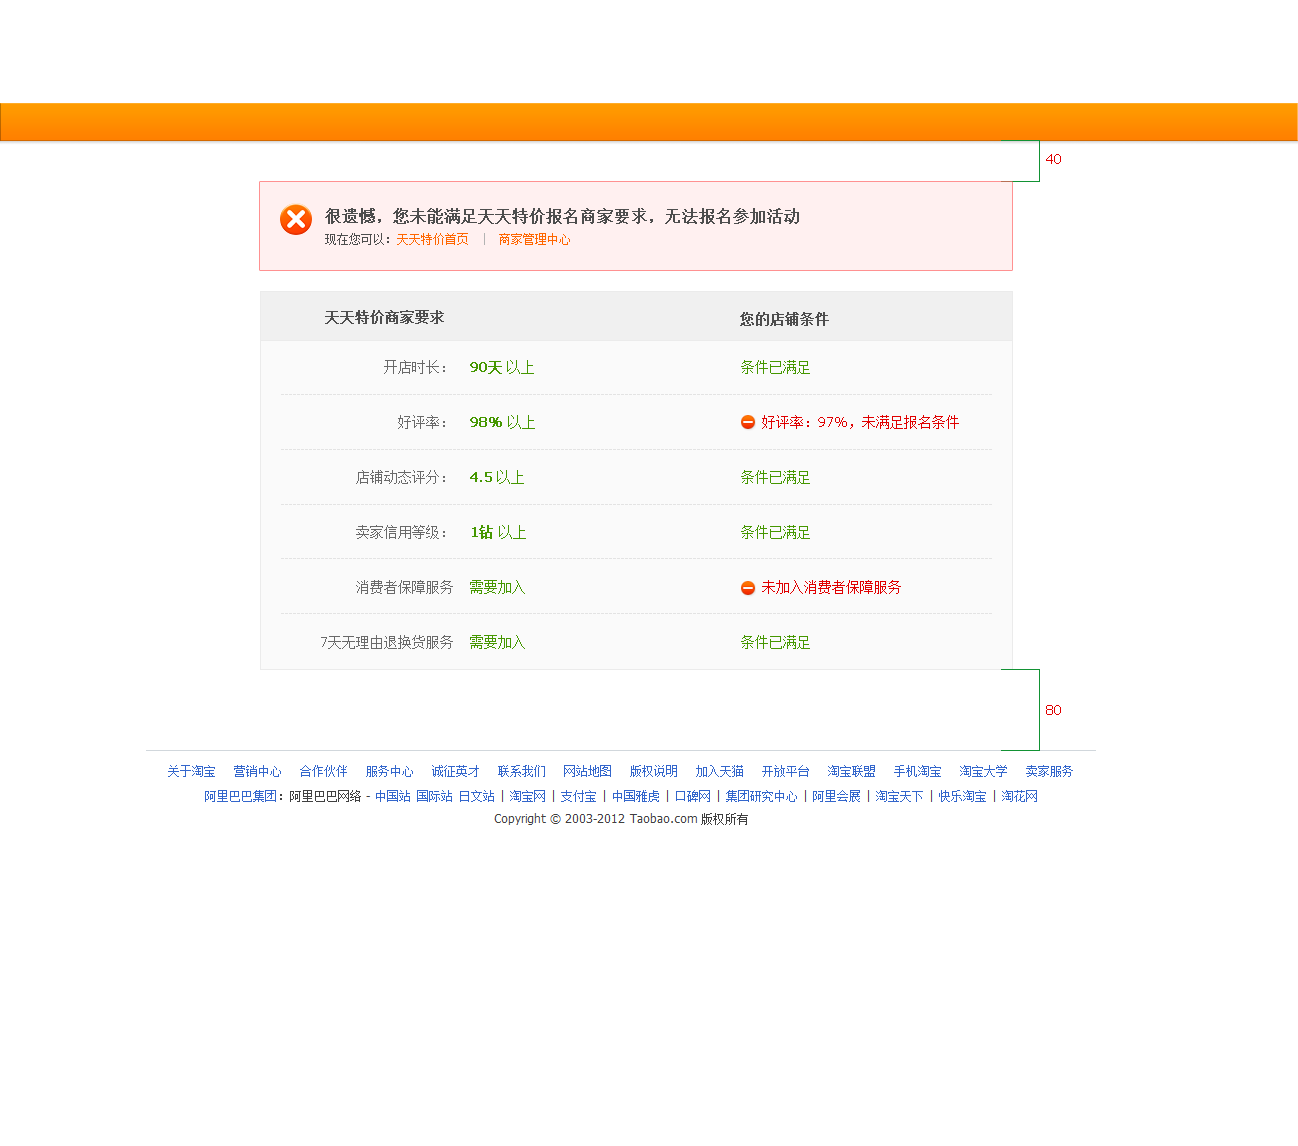 40
很遗憾，您未能满足天天特价报名商家要求，无法报名参加活动
现在您可以：天天特价首页 | 商家管理中心
天天特价商家要求 您的店铺条件
开店时长： 90天 以上 条件已满足
好评率： 98% 以上 好评率：97%，未满足报名条件
店铺动态评分： 4.5 以上 条件已满足
卖家信用等级： 1钻 以上 条件已满足
消费者保障服务 需要加入 未加入消费者保障服务
7天无理由退换货服务 需要加入 条件已满足
80
关于淘宝 营销中心 合作伙伴 服务中心 诚征英才 联系我们 网站地图 版权说明 加入天猫 开放平台 淘宝联盟 手机淘宝 淘宝大学 卖家服务
阿里巴巴集团：阿里巴巴网络 - 中国站 国际站 日文站 | 淘宝网 | 支付宝 | 中国雅虎 | 口碑网 | 集团研究中心 | 阿里会展 | 淘宝天下 | 快乐淘宝 | 淘花网
Copyright © 2003-2012 Taobao.com 版权所有